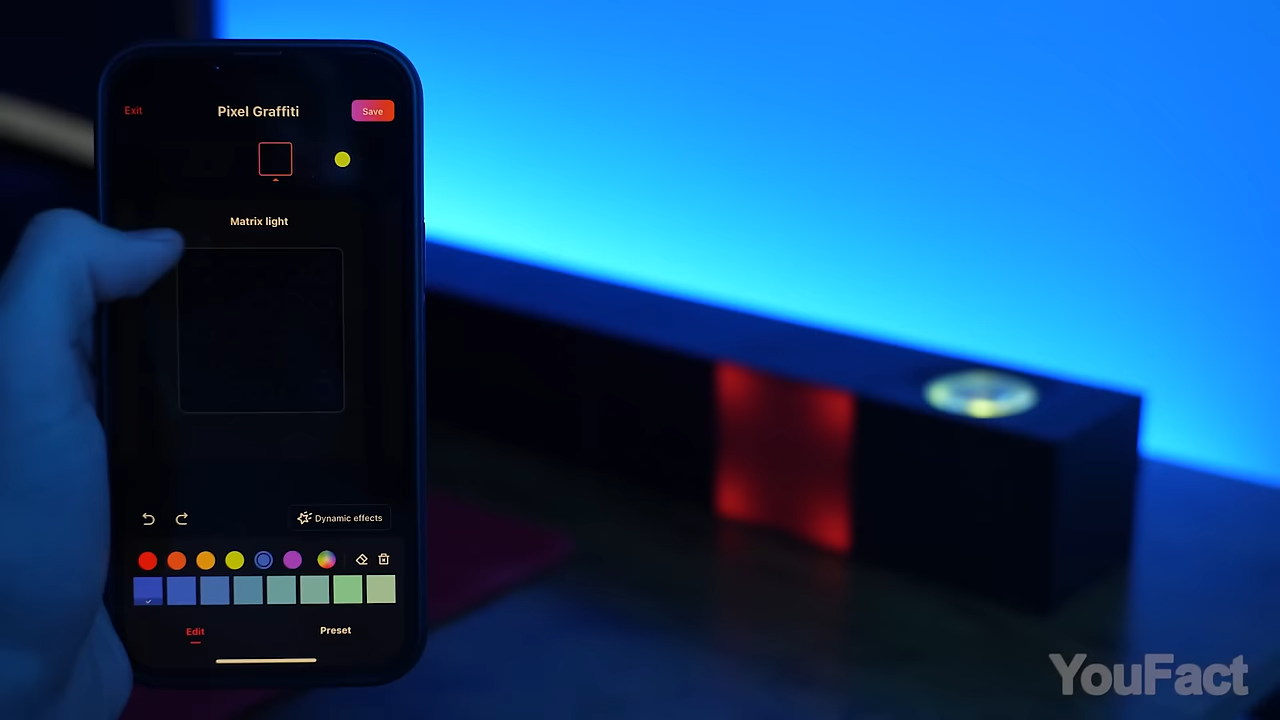 Exit
Pixel Graffiti
Save
Matrix light
Dynamic effects
Edit
Preset
YouFact